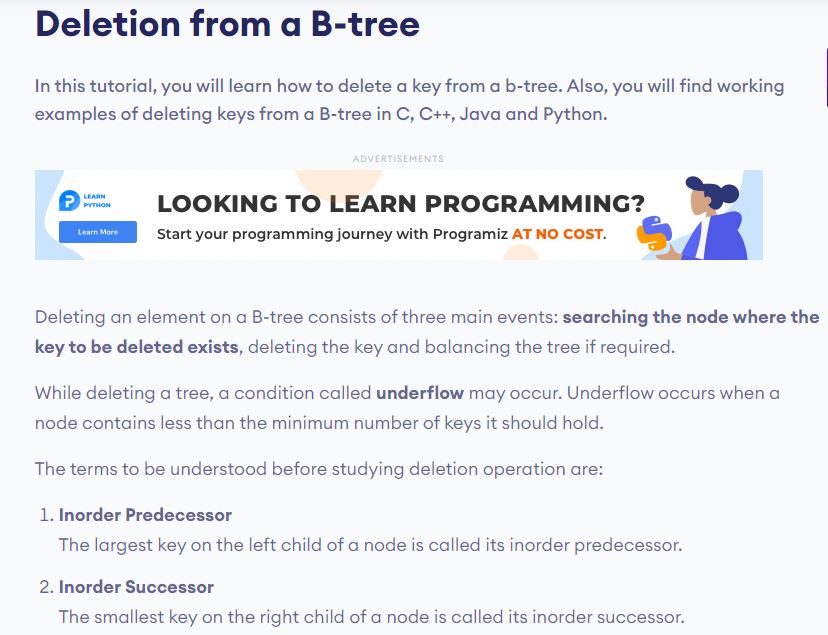 Deletion from a B-tree
In this tutorial, you will learn how to delete a key from a b-tree. Also, you will find working
examples of deleting keys from a B-tree in C, C++, Java and Python.
ADVERTISEMENTS
LEARN
PYTHON
Learn More
LOOKING TO LEARN PROGRAMMING?
Start your programming journey with Programiz AT NO COST.
Deleting an element on a B-tree consists of three main events: searching the node where the
key to be deleted exists, deleting the key and balancing the tree if required.
While deleting a tree, a condition called underflow may occur. Underflow occurs when a
node contains less than the minimum number of keys it should hold.
The terms to be understood before studying deletion operation are:
1. Inorder Predecessor
The largest key on the left child of a node is called its inorder predecessor.
2. Inorder Successor
The smallest key on the right child of a node is called its inorder successor.